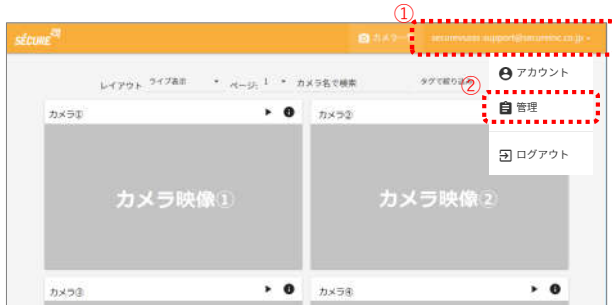 ①
SÉCURE
カメラ一覧
securevsaas-support@secureinc.co.jp
アカウント
②
管理
ログアウト
レイアウト ライブ表示 ページ: 1 カメラ名で検索 タグで絞り込み
カメラ① カメラ②
カメラ映像① カメラ映像②
カメラ③ カメラ④